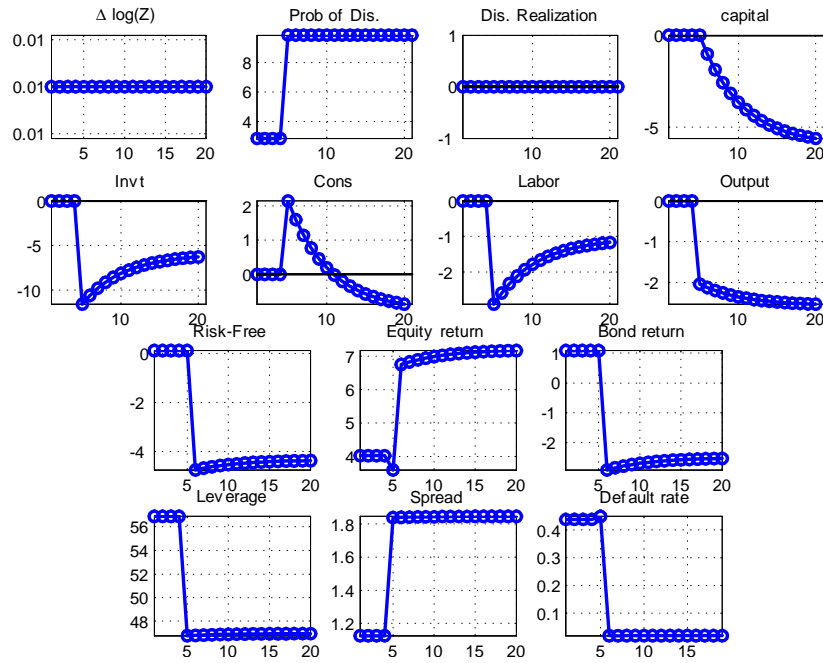 Δ log(Z) Prob of Dis. Dis. Realization capital
0.01 8 1 0
0.01 6 0
0.01 4 -1 -5
2
5 10 15 20 10 20 10 20 10 20
Invt Cons Labor Output
0 2 0 0
-5 1 -1 -1
-10 0 -2 -2
10 20 10 20 10 20 10 20
Risk-Free Equity return Bond return
0 7 1
-2 6 0
-4 5 -1
4 -2
5 10 15 20 5 10 15 20 5 10 15 20
Leverage Spread Default rate
56 1.8 0.4
54 1.6 0.3
52 1.4 0.2
50 1.2 0.1
48
5 10 15 20 5 10 15 20 5 10 15 20